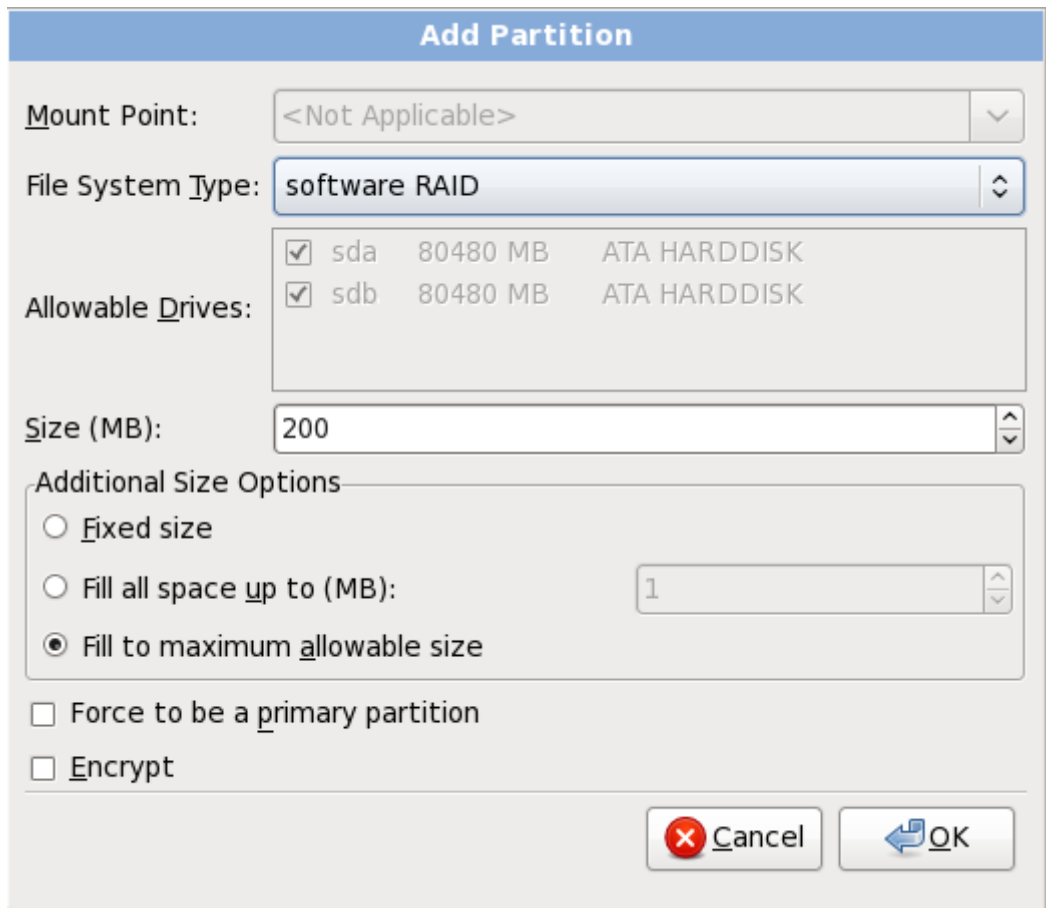 Add Partition
Mount Point: <Not Applicable>
File System Type: software RAID
sda 80480 MB ATA HARDDISK
sdb 80480 MB ATA HARDDISK
Allowable Drives:
Size (MB): 200
Additional Size Options
Fixed size
Fill all space up to (MB): 1
Fill to maximum allowable size
Force to be a primary partition
Encrypt
Cancel OK